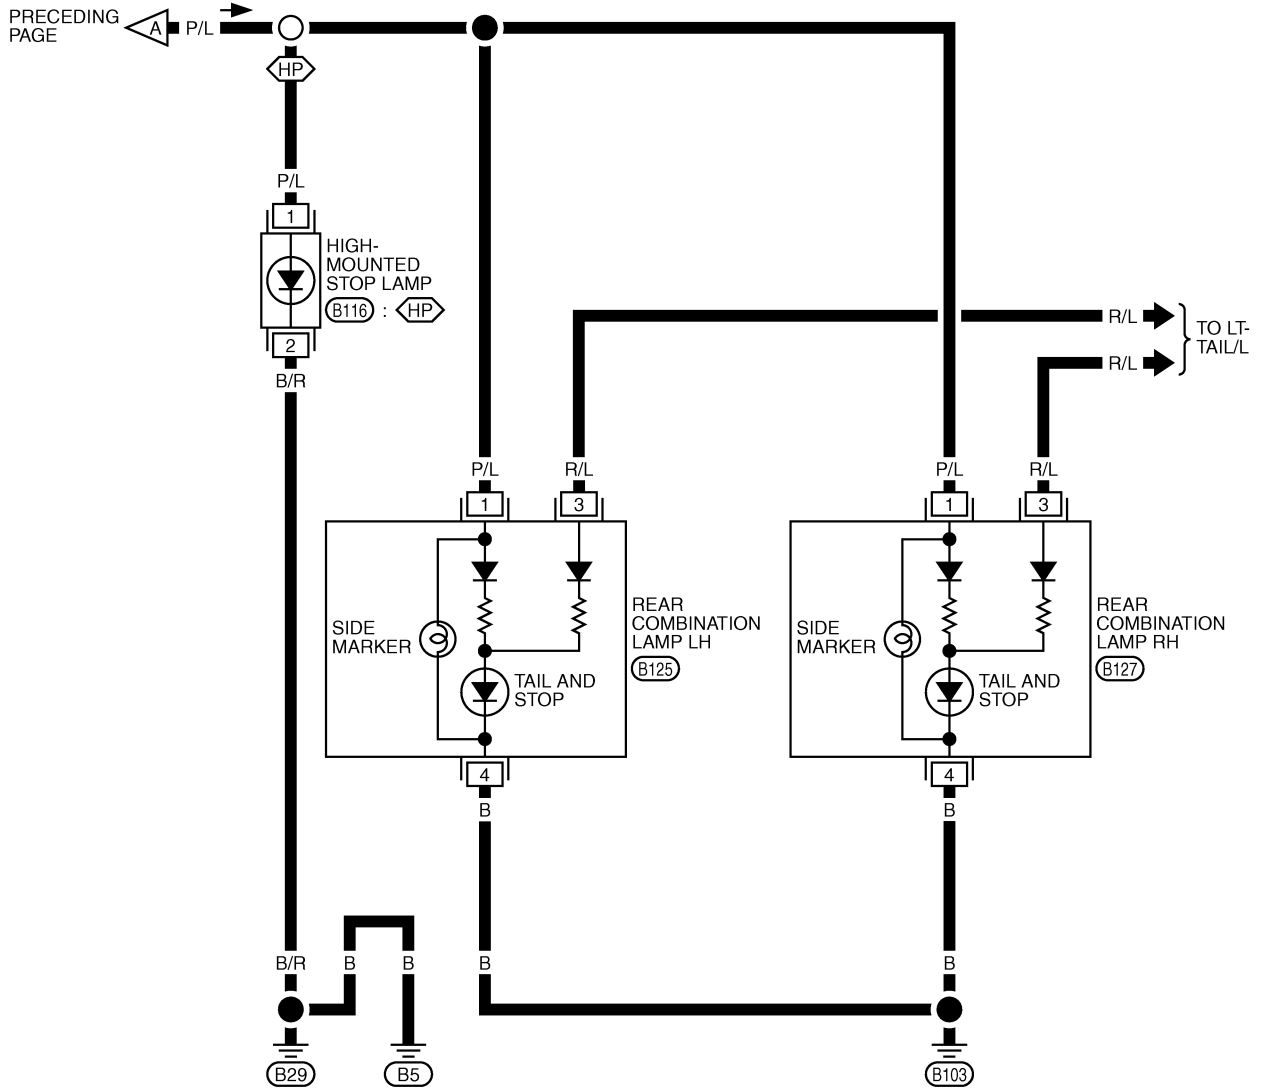 PRECEDING
PAGE
A
P/L
HP
P/L
1
HIGH-
MOUNTED
STOP LAMP
B116 : HP
2
B/R
R/L
R/L
TO LT-
TAIL/L
P/L
R/L
P/L
R/L
1
3
1
3
SIDE
MARKER
TAIL AND
STOP
REAR
COMBINATION
LAMP LH
B125
SIDE
MARKER
TAIL AND
STOP
REAR
COMBINATION
LAMP RH
B127
4
4
B
B
B/R
B
B
B
B
B29
B5
B103